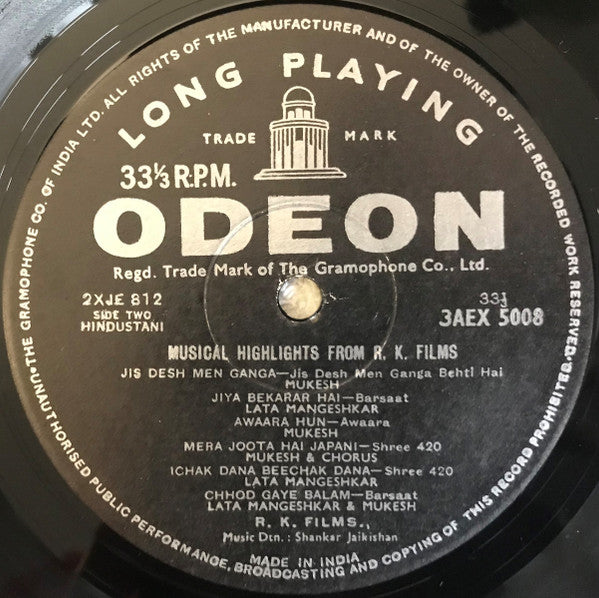 THE GRAMOPHONE CO. OF INDIA LTD. ALL RIGHTS OF THE MANUFACTURER AND OF THE OWNER OF THE RECORDED WORK RESERVED. UNAUTHORISED PUBLIC PERFORMANCE, BROADCASTING AND COPYING OF THIS RECORD PROHIBITED.
LONG PLAYING
TRADE MARK
33⅓ R.P.M.
ODEON
Regd. Trade Mark of The Gramophone Co., Ltd.
2XJE 812
SIDE TWO
HINDUSTANI
33⅓
3AEX 5008
MUSICAL HIGHLIGHTS FROM R. K. FILMS
JIS DESH MEN GANGA—Jis Desh Men Ganga Behti Hai
MUKESH
JIYA BEKARAR HAI—Barsaat
LATA MANGESHKAR
AWAARA HUN—Awaara
MUKESH
MERA JOOTA HAI JAPANI—Shree 420
MUKESH & CHORUS
ICHAK DANA BEECHAK DANA—Shree 420
LATA MANGESHKAR
CHHOD GAYE BALAM—Barsaat
LATA MANGESHKAR & MUKESH
R. K. FILMS.,
Music Dtn.: Shankar Jaikishan
MADE IN INDIA